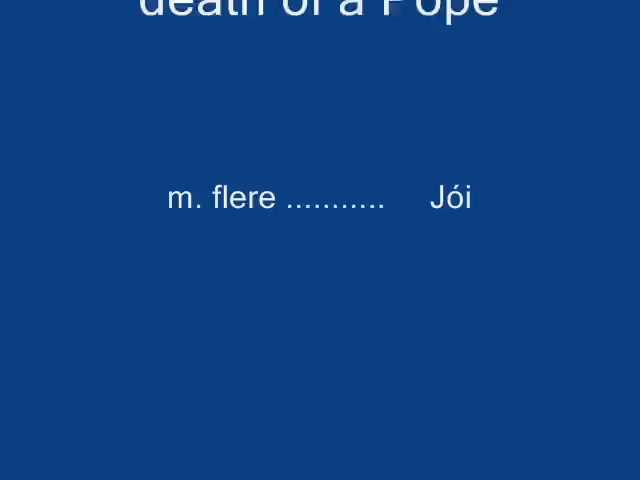 death of a Pope
m. flere ........... Jói